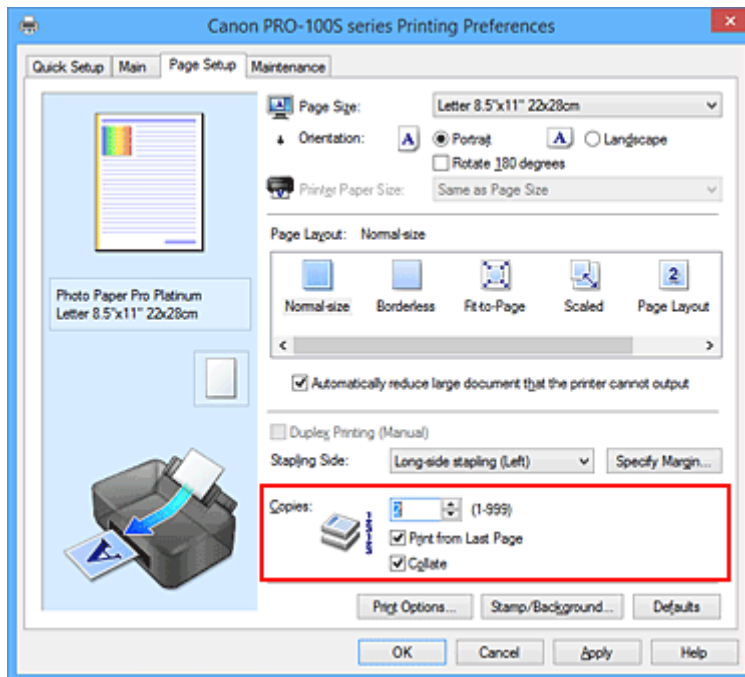 Canon PRO-100S series Printing Preferences
Quick Setup Main Page Setup Maintenance
Page Size: Letter 8.5"x11" 22x28cm
Orientation: A Portrait A Landscape
Rotate 180 degrees
Printer Paper Size: Same as Page Size
Page Layout: Normal-size
2
Normal-size Borderless Fit-to-Page Scaled Page Layout
Photo Paper Pro Platinum
Letter 8.5"x11" 22x28cm
Automatically reduce large document that the printer cannot output
Duplex Printing (Manual)
Stapling Side: Long-side stapling (Left) Specify Margin...
Copies: 2 (1-999)
Print from Last Page
Collate
A
Print Options... Stamp/Background... Defaults
OK Cancel Apply Help